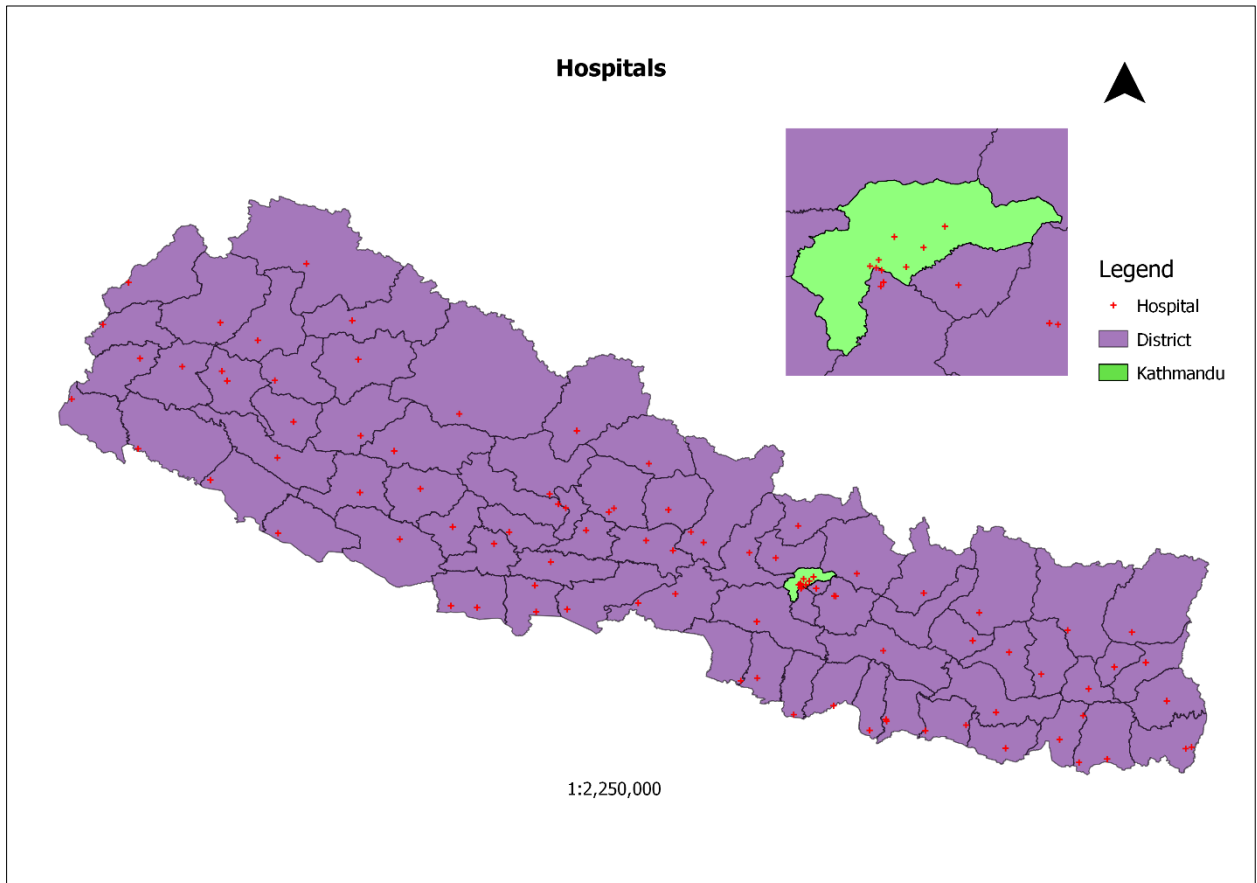 Hospitals
Legend
Hospital
District
Kathmandu
1:2,250,000